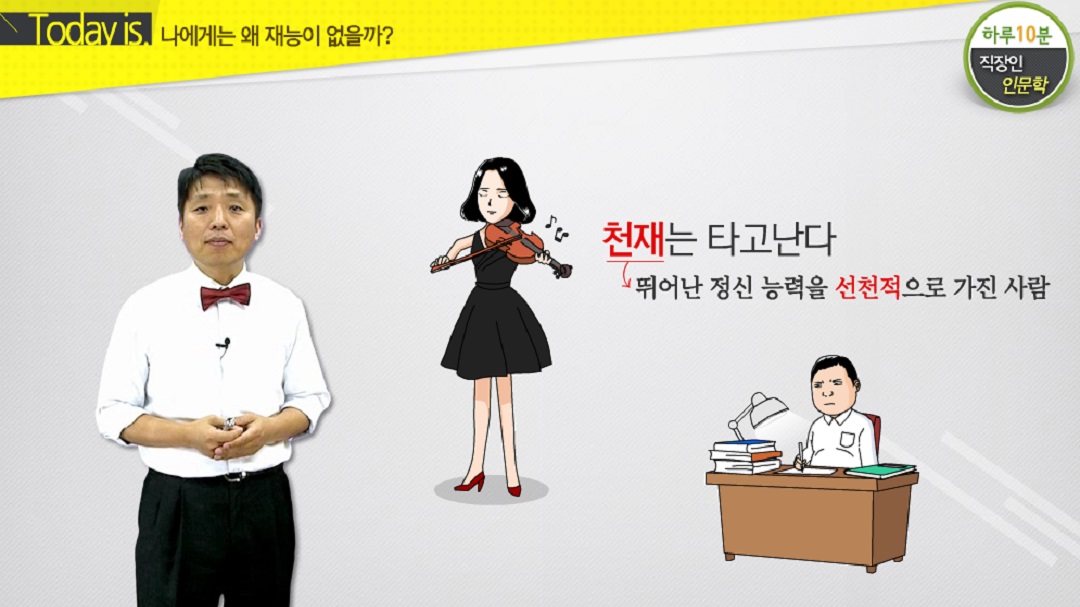 Today is. 나에게는 왜 재능이 없을까?
하루10분
직장인
인문학
천재는 타고난다
뛰어난 정신 능력을 선천적으로 가진 사람